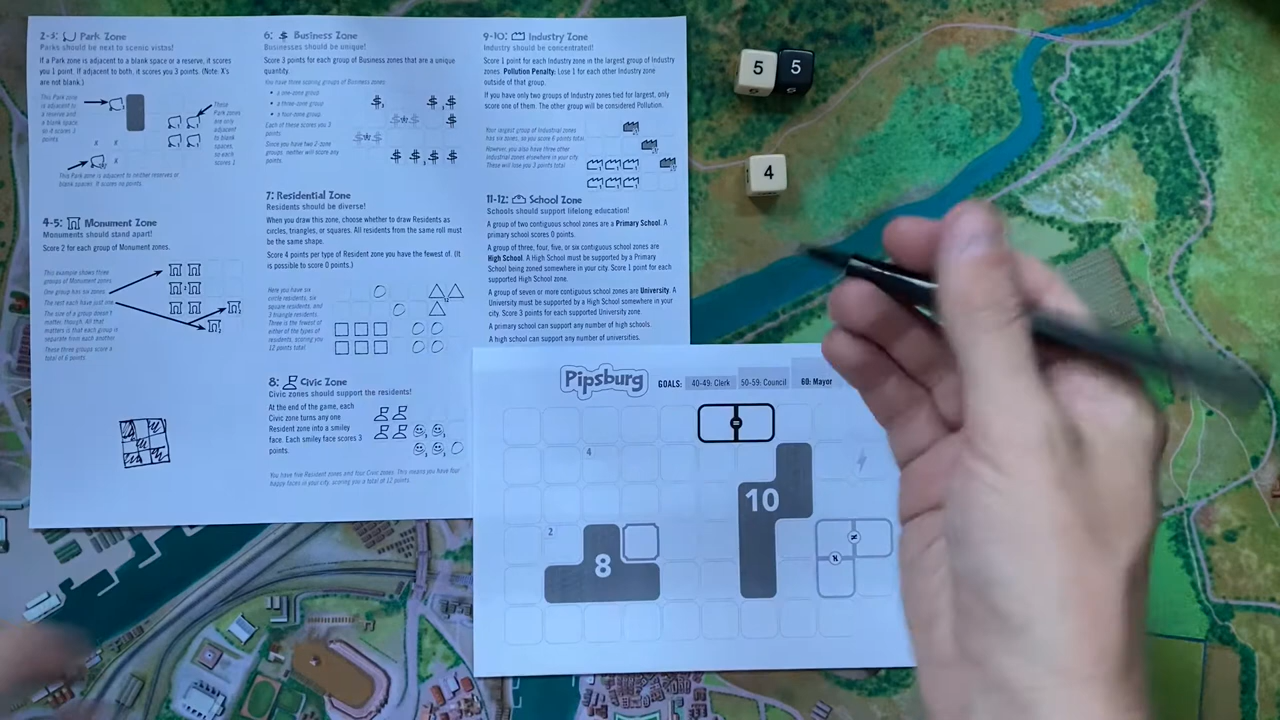 2-3: Park Zone
Parks should be next to scenic vistas!
If a Park zone is adjacent to a blank space or a reserve, it scores
you 1 point. If adjacent to both, it scores you 3 points. (Note: X's
are not blank.)
This Park zone
is adjacent to
a reserve and
a blank space
so it scores 3
points.
These
Park zones
are only
adjacent
to blank
spaces,
so each
scores 1
X X
X
This Park zone is adjacent to neither reserves or
blank spaces. It scores no points.
4-5: Monument Zone
Monuments should stand apart!
Score 2 for each group of Monument zones.
This example shows three
groups of Monument zones.
One group has six zones.
The next each have just one.
The size of a group doesn't
matter, though. All that
matters is that each group is
separate from each another.
These three groups score a
total of 6 points.
6: $ Business Zone
Businesses should be unique!
Score 3 points for each group of Business zones that are a unique
quantity.
You have three scoring groups of Business zones:
• a one-zone group
• a three-zone group
• a four-zone group
Each of these scores you 3
points.
Since you have two 2-zone
groups, neither will score any
points.
7: Residential Zone
Residents should be diverse!
When you draw this zone, choose whether to draw Residents as
circles, triangles, or squares. All residents from the same roll must
be the same shape.
Score 4 points per type of Resident zone you have the fewest of. (It
is possible to score 0 points.)
Here you have six
circle residents, six
square residents, and
3 triangle residents.
Three is the fewest of
either of the types of
residents, scoring you
12 points total.
8: Civic Zone
Civic zones should support the residents!
At the end of the game, each
Civic zone turns any one
Resident zone into a smiley
face. Each smiley face scores 3
points.
You have five Resident zones and four Civic zones. This means you have four
happy faces in your city, scoring you a total of 12 points.
9-10: Industry Zone
Industry should be concentrated!
Score 1 point for each Industry zone in the largest group of Industry
zones. Pollution Penalty: Lose 1 for each other Industry zone
outside of that group.
If you have only two groups of Industry zones tied for largest, only
score one of them. The other group will be considered Pollution.
Your largest group of Industrial zones
has six zones, so you score 6 points total.
However, you also have three other
Industrial zones elsewhere in your city.
These will lose you 3 points total.
11-12: School Zone
Schools should support lifelong education!
A group of two contiguous school zones are a Primary School. A
primary school scores 0 points.
A group of three, four, five, or six contiguous school zones are
High School. A High School must be supported by a Primary
School being zoned somewhere in your city. Score 1 point for each
supported High School zone.
A group of seven or more contiguous school zones are University. A
University must be supported by a High School somewhere in your
city. Score 3 points for each supported University zone.
A primary school can support any number of high schools.
A high school can support any number of universities.
5 5
4
Pipsburg
GOALS: 40-49: Clerk 50-59: Council 60: Mayor
=
4
10
2
8
≠
≠